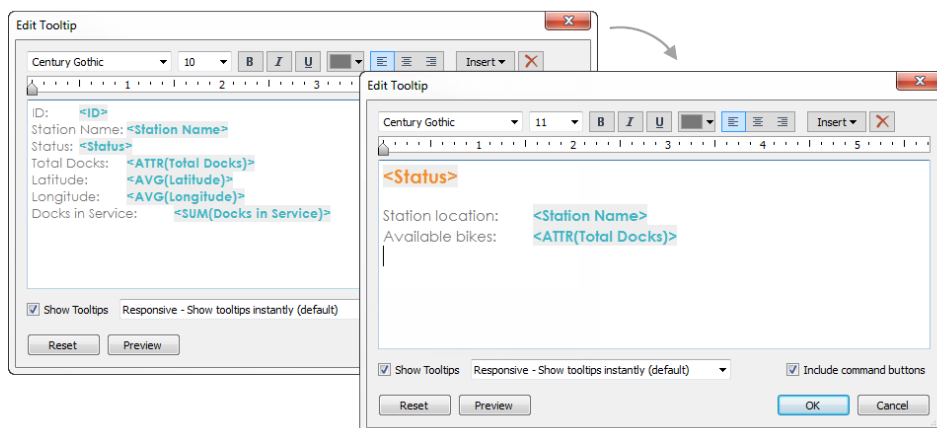 Edit Tooltip
Century Gothic 10 B I U Insert
1 2 3
ID: <ID>
Station Name: <Station Name>
Status: <Status>
Total Docks: <ATTR(Total Docks)>
Latitude: <AVG(Latitude)>
Longitude: <AVG(Longitude)>
Docks in Service: <SUM(Docks in Service)>
Show Tooltips Responsive - Show tooltips instantly (default)
Reset Preview
Edit Tooltip
Century Gothic 11 B I U Insert
1 2 3 4 5
<Status>
Station location: <Station Name>
Available bikes: <ATTR(Total Docks)>
Show Tooltips Responsive - Show tooltips instantly (default) Include command buttons
Reset Preview OK Cancel